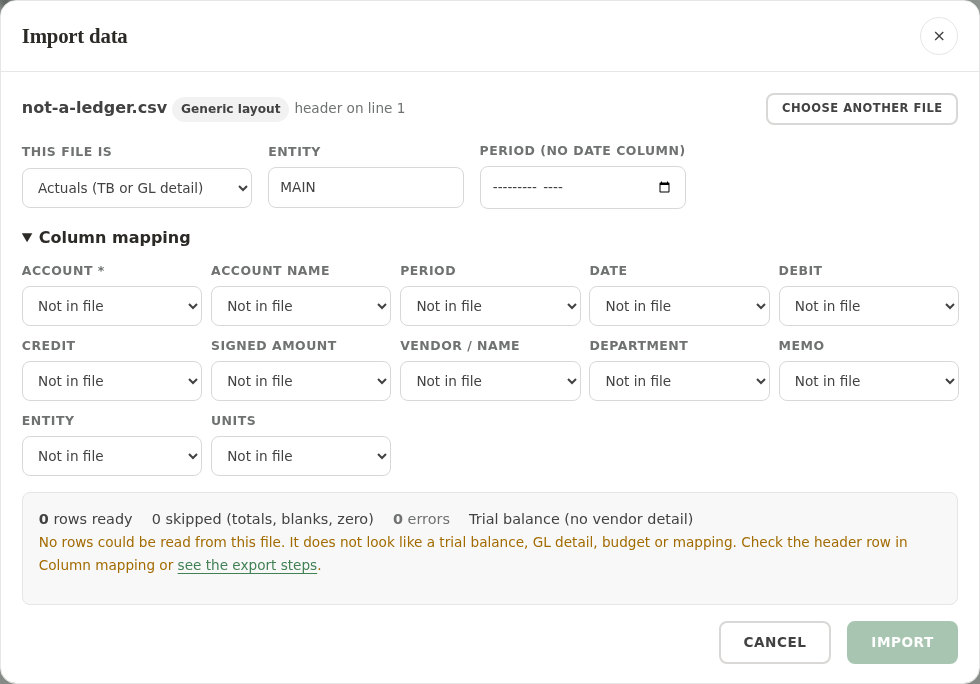 Import data
×
not-a-ledger.csv Generic layout header on line 1
CHOOSE ANOTHER FILE
THIS FILE IS ENTITY PERIOD (NO DATE COLUMN)
Actuals (TB or GL detail) MAIN --------- ----
▼ Column mapping
ACCOUNT * ACCOUNT NAME PERIOD DATE DEBIT
Not in file Not in file Not in file Not in file Not in file
CREDIT SIGNED AMOUNT VENDOR / NAME DEPARTMENT MEMO
Not in file Not in file Not in file Not in file Not in file
ENTITY UNITS
Not in file Not in file
0 rows ready 0 skipped (totals, blanks, zero) 0 errors Trial balance (no vendor detail)
No rows could be read from this file. It does not look like a trial balance, GL detail, budget or mapping. Check the header row in
Column mapping or see the export steps.
CANCEL IMPORT